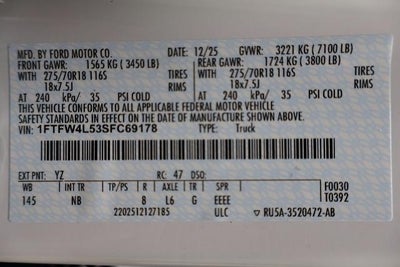 MFD. BY FORD MOTOR CO. DATE: 12/25 GVWR: 3221 KG (7100 LB)
FRONT GAWR: 1565 KG (3450 LB) REAR GAWR: 1724 KG (3800 LB)
WITH 275/70R18 116S TIRES WITH 275/70R18 116S TIRES
18x7.5J RIMS 18x7.5J RIMS
AT 240 kPa/ 35 PSI COLD AT 240 kPa/ 35 PSI COLD
THIS VEHICLE CONFORMS TO ALL APPLICABLE FEDERAL MOTOR VEHICLE
SAFETY STANDARDS IN EFFECT ON THE DATE OF MANUFACTURE SHOWN ABOVE.
VIN: 1FTFW4L53SFC69178 TYPE: Truck
EXT PNT: YZ RC: 47 DSO: F0030
WB INT TR TP/PS R AXLE TR SPR T0392
145 NB 8 L6 G EEEE
2202512127185 ULC RU5A-3520472-AB